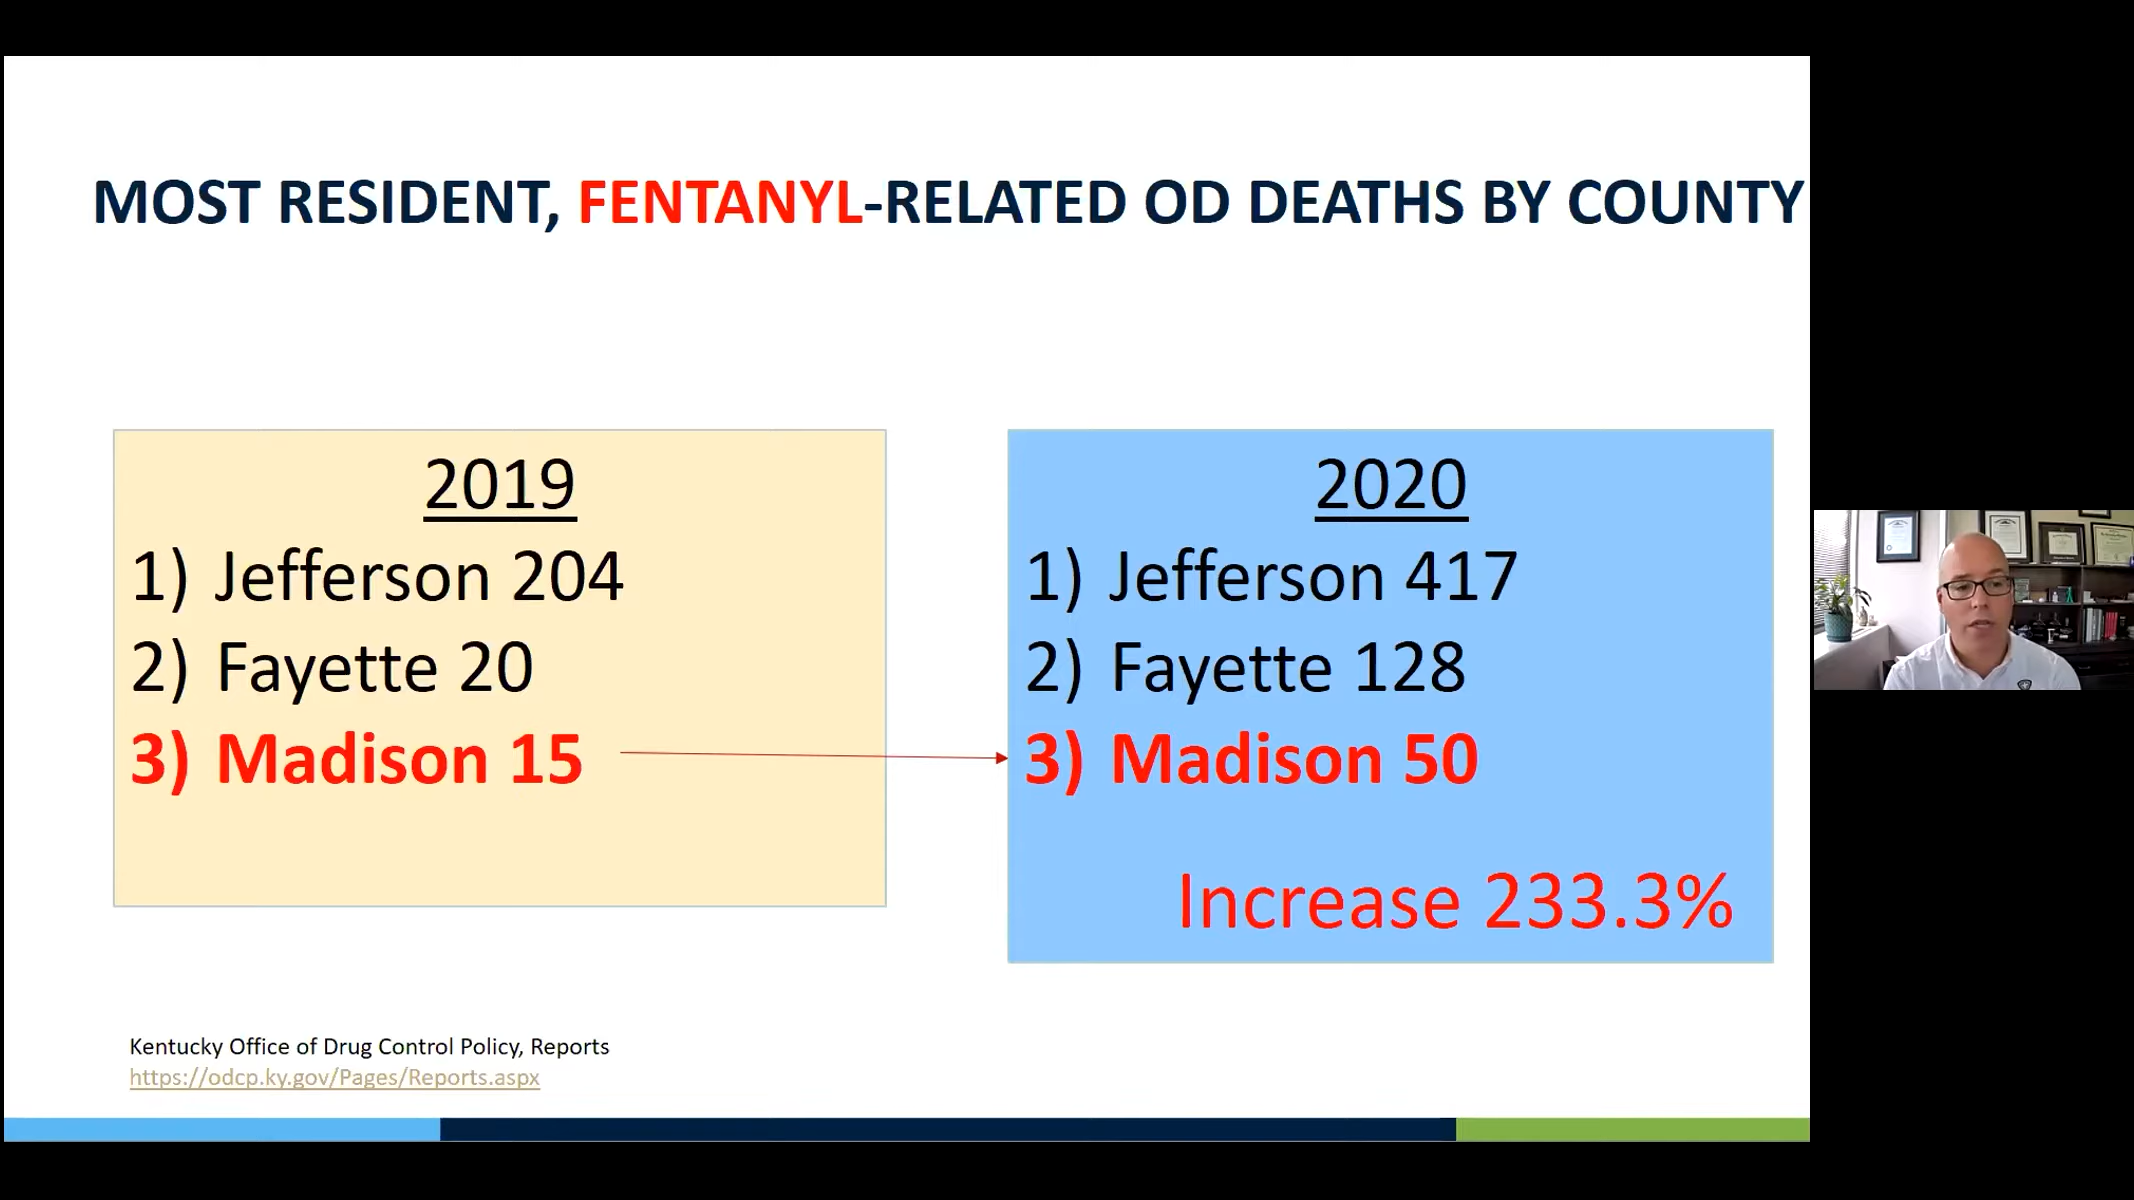 MOST RESIDENT, FENTANYL-RELATED OD DEATHS BY COUNTY
2019
1) Jefferson 204
2) Fayette 20
3) Madison 15
2020
1) Jefferson 417
2) Fayette 128
3) Madison 50
Increase 233.3%
Kentucky Office of Drug Control Policy, Reports
https://odcp.ky.gov/Pages/Reports.aspx